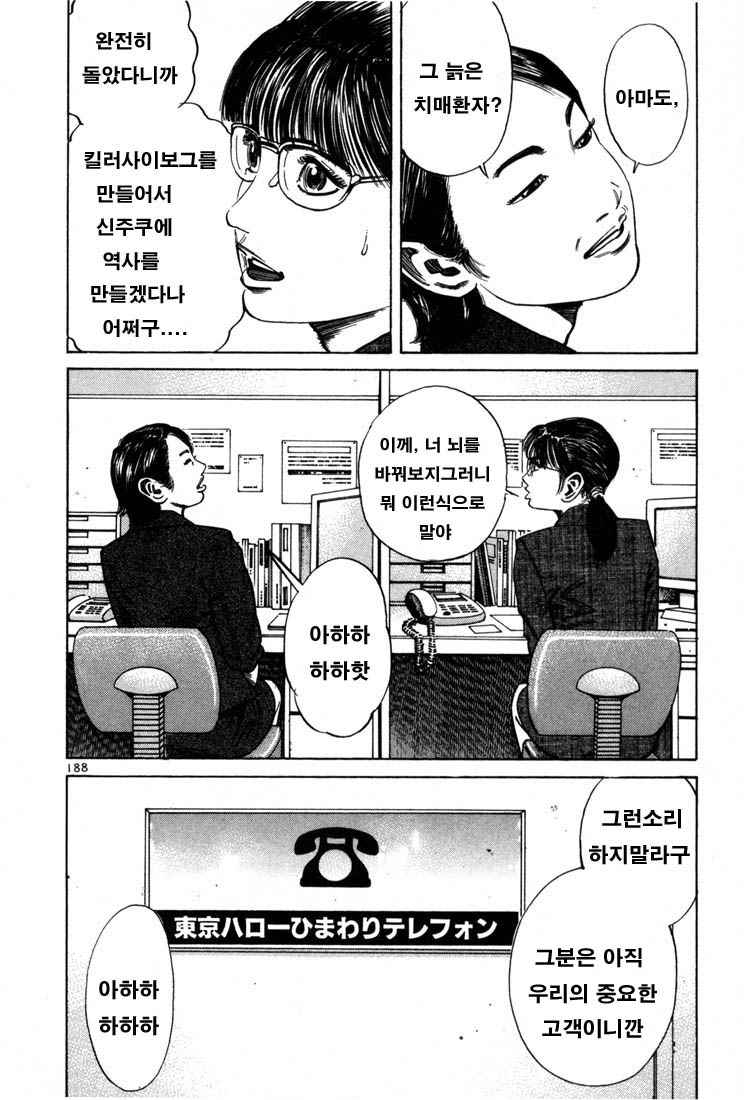 아마도,
그 늙은
치매환자?
완전히
돌았다니까
킬러사이보그를
만들어서
신주쿠에
역사를
만들겠다나
어쩌구....
이께, 너 뇌를
바꿔보지그러니
뭐 이런식으로
말야
아하하
하하핫
188
그런소리
하지말라구
그분은 아직
우리의 중요한
고객이니깐
東京ハローひまわりテレフォン
아하하
하하하